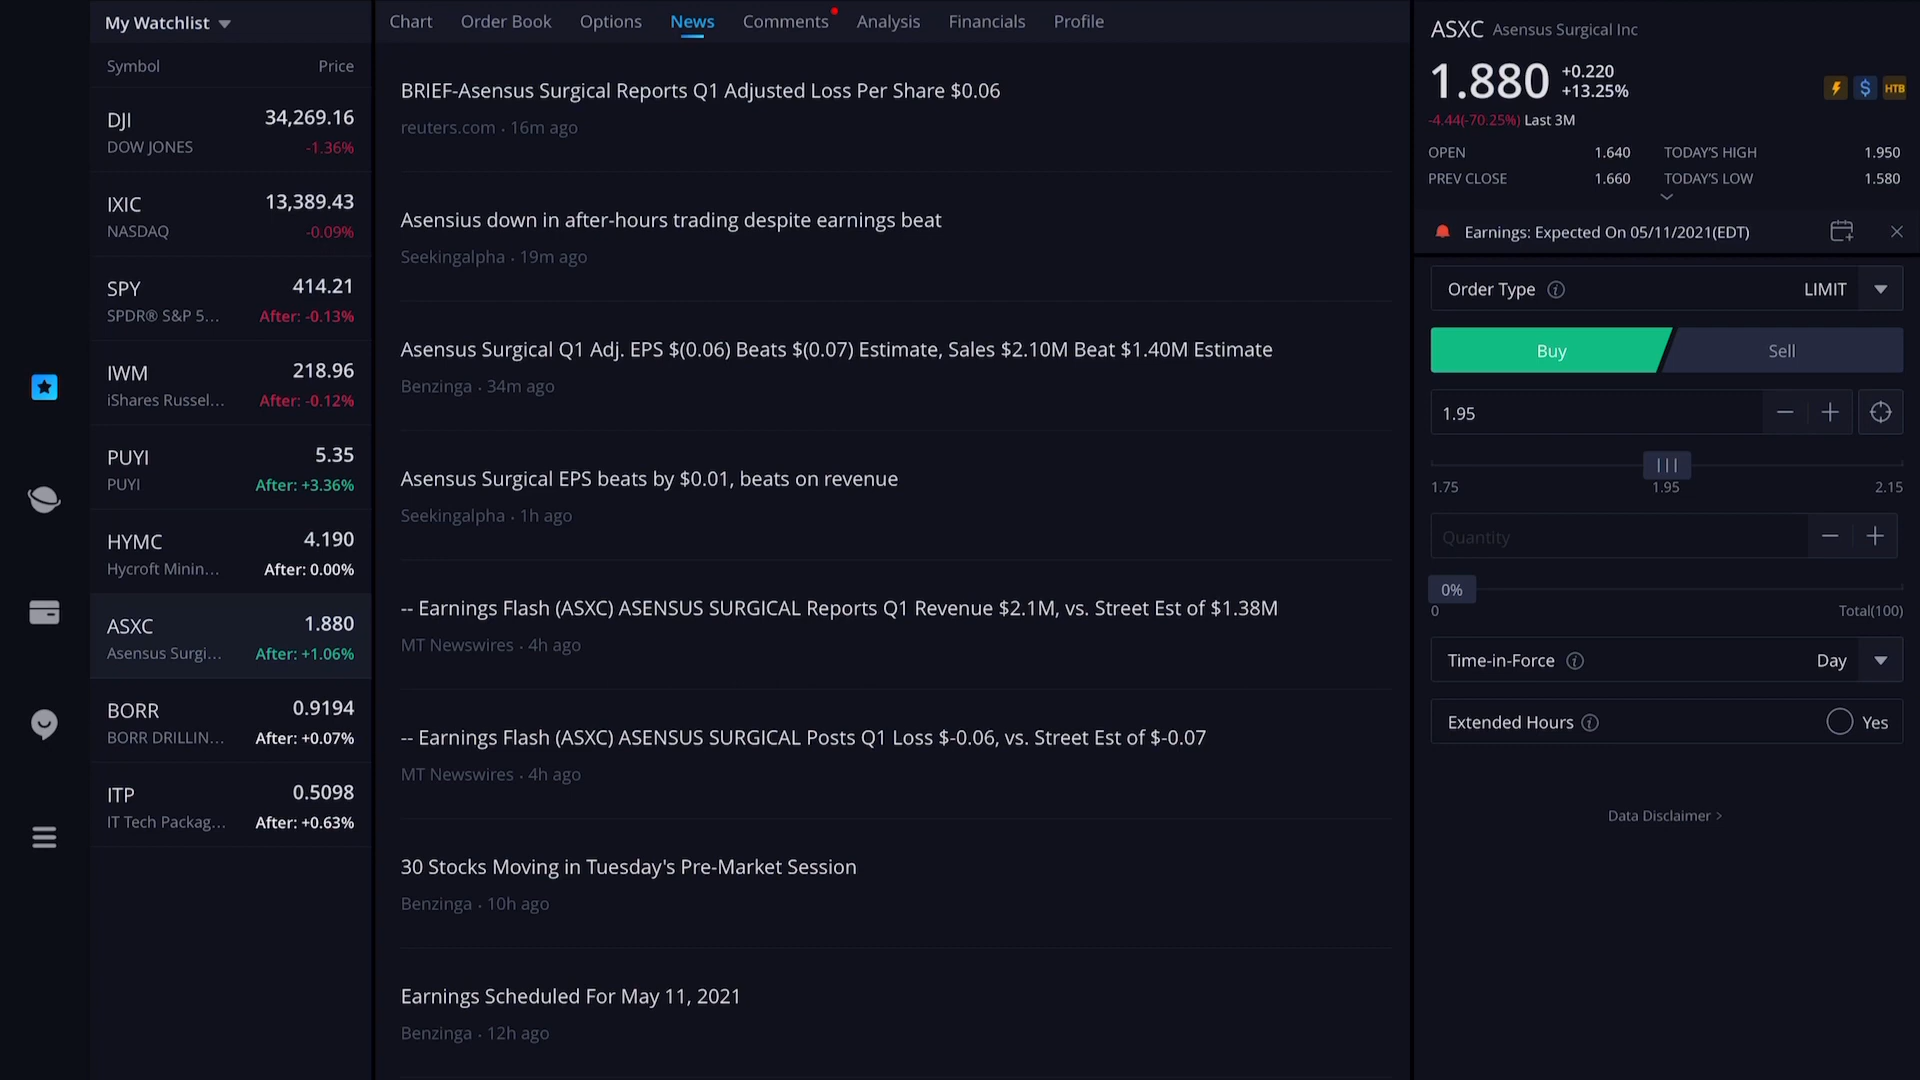 My Watchlist
Symbol Price
DJI 34,269.16
DOW JONES -1.36%
IXIC 13,389.43
NASDAQ -0.09%
SPY 414.21
SPDR® S&P 5... After: -0.13%
IWM 218.96
iShares Russel... After: -0.12%
PUYI 5.35
PUYI After: +3.36%
HYMC 4.190
Hycroft Minin... After: 0.00%
ASXC 1.880
Asensus Surgi... After: +1.06%
BORR 0.9194
BORR DRILLIN... After: +0.07%
ITP 0.5098
IT Tech Packag... After: +0.63%
Chart Order Book Options News Comments Analysis Financials Profile
BRIEF-Asensus Surgical Reports Q1 Adjusted Loss Per Share $0.06
reuters.com · 16m ago
Asensius down in after-hours trading despite earnings beat
Seekingalpha · 19m ago
Asensus Surgical Q1 Adj. EPS $(0.06) Beats $(0.07) Estimate, Sales $2.10M Beat $1.40M Estimate
Benzinga · 34m ago
Asensus Surgical EPS beats by $0.01, beats on revenue
Seekingalpha · 1h ago
-- Earnings Flash (ASXC) ASENSUS SURGICAL Reports Q1 Revenue $2.1M, vs. Street Est of $1.38M
MT Newswires · 4h ago
-- Earnings Flash (ASXC) ASENSUS SURGICAL Posts Q1 Loss $-0.06, vs. Street Est of $-0.07
MT Newswires · 4h ago
30 Stocks Moving in Tuesday's Pre-Market Session
Benzinga · 10h ago
Earnings Scheduled For May 11, 2021
Benzinga · 12h ago
ASXC Asensus Surgical Inc
1.880 +0.220
+13.25%
$ HTB
-4.44(-70.25%) Last 3M
OPEN 1.640 TODAY'S HIGH 1.950
PREV CLOSE 1.660 TODAY'S LOW 1.580
Earnings: Expected On 05/11/2021(EDT)
Order Type LIMIT
Buy Sell
1.95
1.75 1.95 2.15
Quantity
0%
0 Total(100)
Time-in-Force Day
Extended Hours Yes
Data Disclaimer >